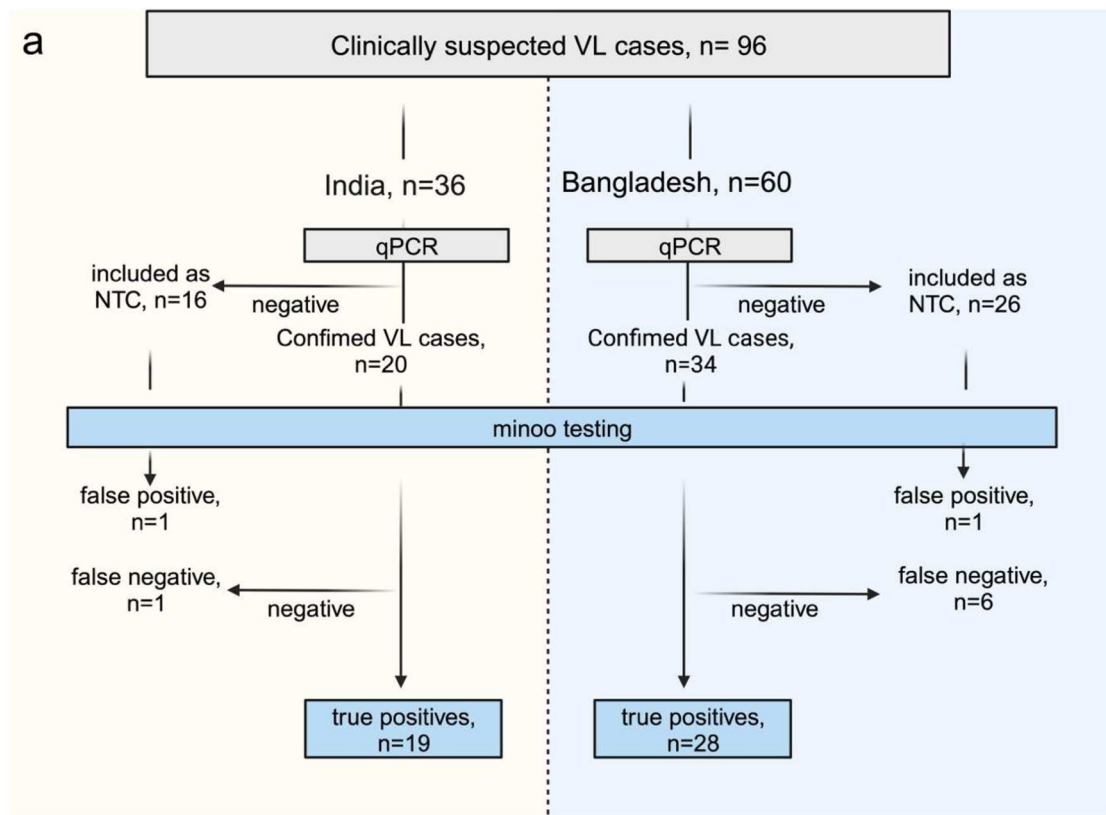 a
Clinically suspected VL cases, n= 96
India, n=36
Bangladesh, n=60
qPCR
qPCR
included as
NTC, n=16
negative
negative
included as
NTC, n=26
Confimed VL cases,
n=20
Confimed VL cases,
n=34
minoo testing
false positive,
n=1
false positive,
n=1
false negative,
n=1
negative
negative
false negative,
n=6
true positives,
n=19
true positives,
n=28